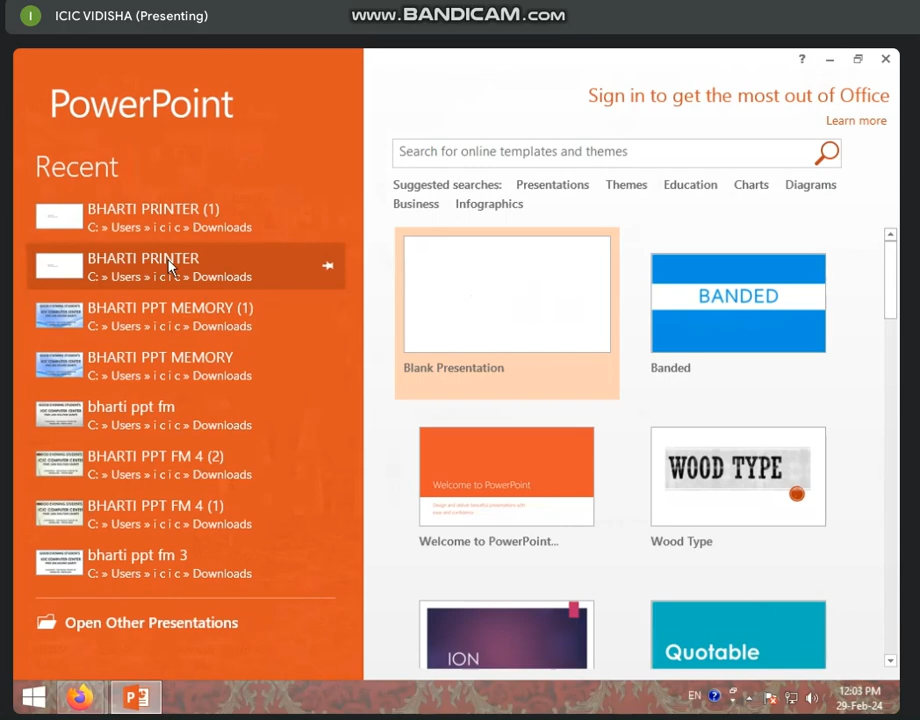 I ICIC VIDISHA (Presenting)
www.BANDICAM.com
PowerPoint
Recent
BHARTI PRINTER (1)
C: » Users » i c i c » Downloads
BHARTI PRINTER
C: » Users » i c i c » Downloads
BHARTI PPT MEMORY (1)
C: » Users » i c i c » Downloads
BHARTI PPT MEMORY
C: » Users » i c i c » Downloads
bharti ppt fm
C: » Users » i c i c » Downloads
BHARTI PPT FM 4 (2)
C: » Users » i c i c » Downloads
BHARTI PPT FM 4 (1)
C: » Users » i c i c » Downloads
bharti ppt fm 3
C: » Users » i c i c » Downloads
Open Other Presentations
?
Sign in to get the most out of Office
Learn more
Search for online templates and themes
Suggested searches: Presentations Themes Education Charts Diagrams
Business Infographics
BANDED
Blank Presentation
Banded
Welcome to PowerPoint
WOOD TYPE
Welcome to PowerPoint...
Wood Type
ION
Quotable
EN
12:03 PM
29-Feb-24